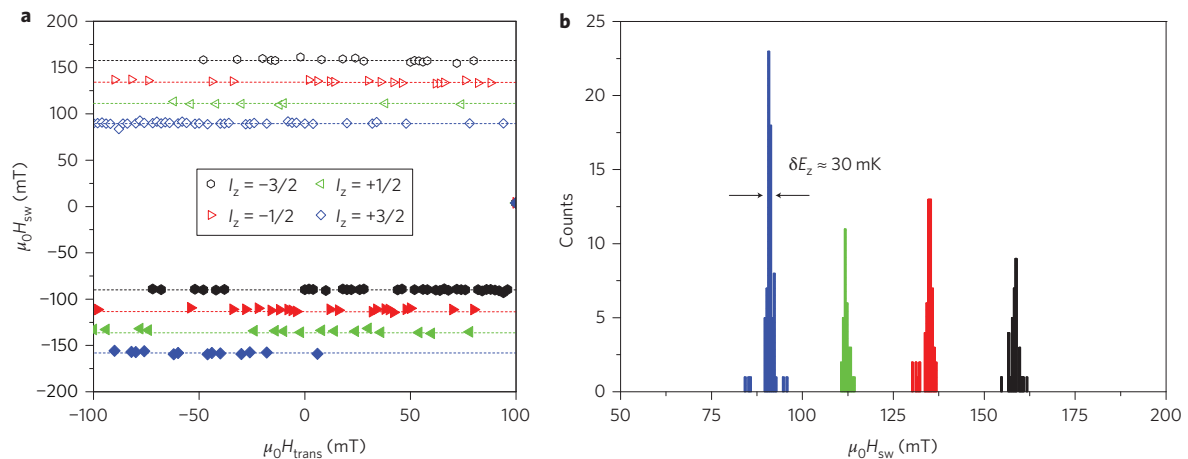 a
200
150
100
50
0
−50
−100
−150
−200
μ₀Hsw (mT)
Iz = −3/2
Iz = +1/2
Iz = −1/2
Iz = +3/2
−100
−50
0
50
100
μ₀Htrans (mT)
b
25
20
15
10
5
0
Counts
δEz ≈ 30 mK
50
75
100
125
150
175
200
μ₀Hsw (mT)